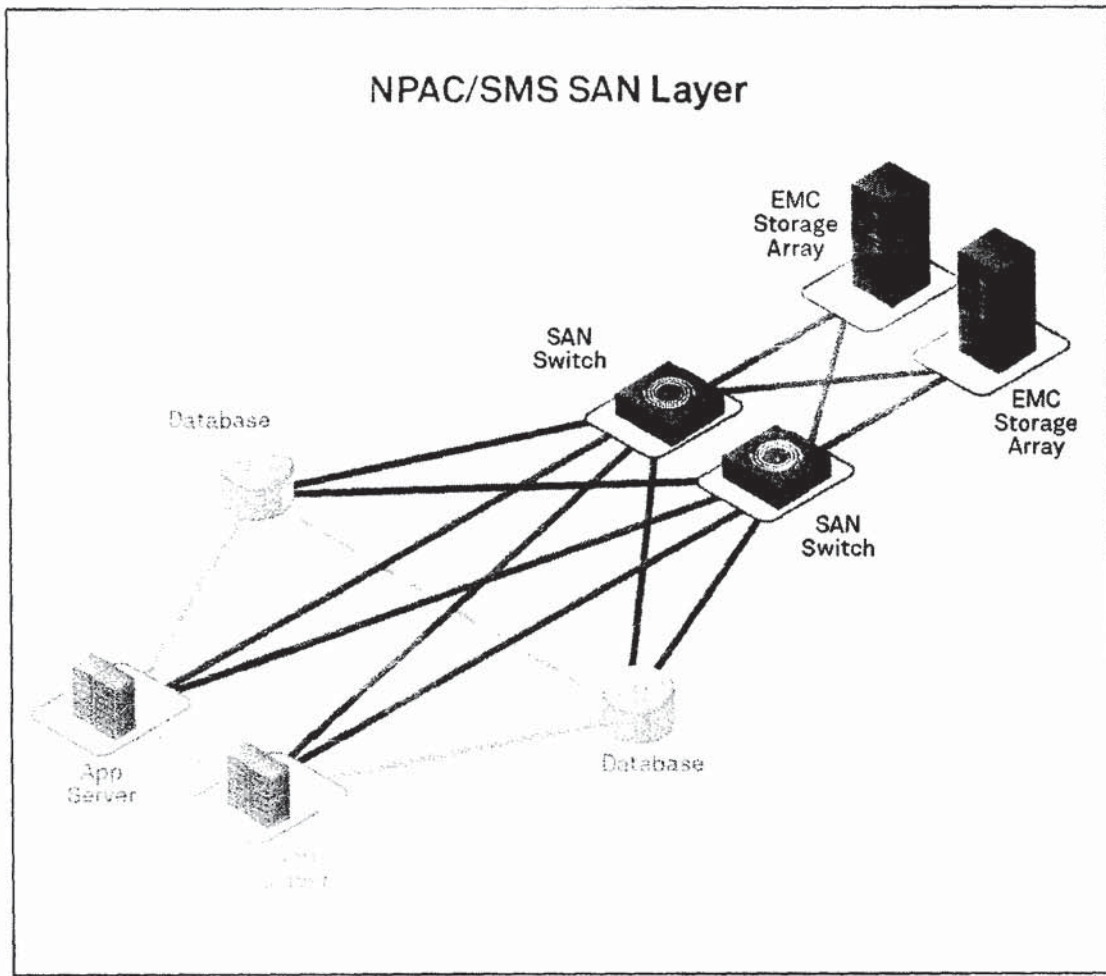 NPAC/SMS SAN Layer
EMC
Storage
Array
SAN
Switch
Database
EMC
Storage
Array
SAN
Switch
Database
App
Server